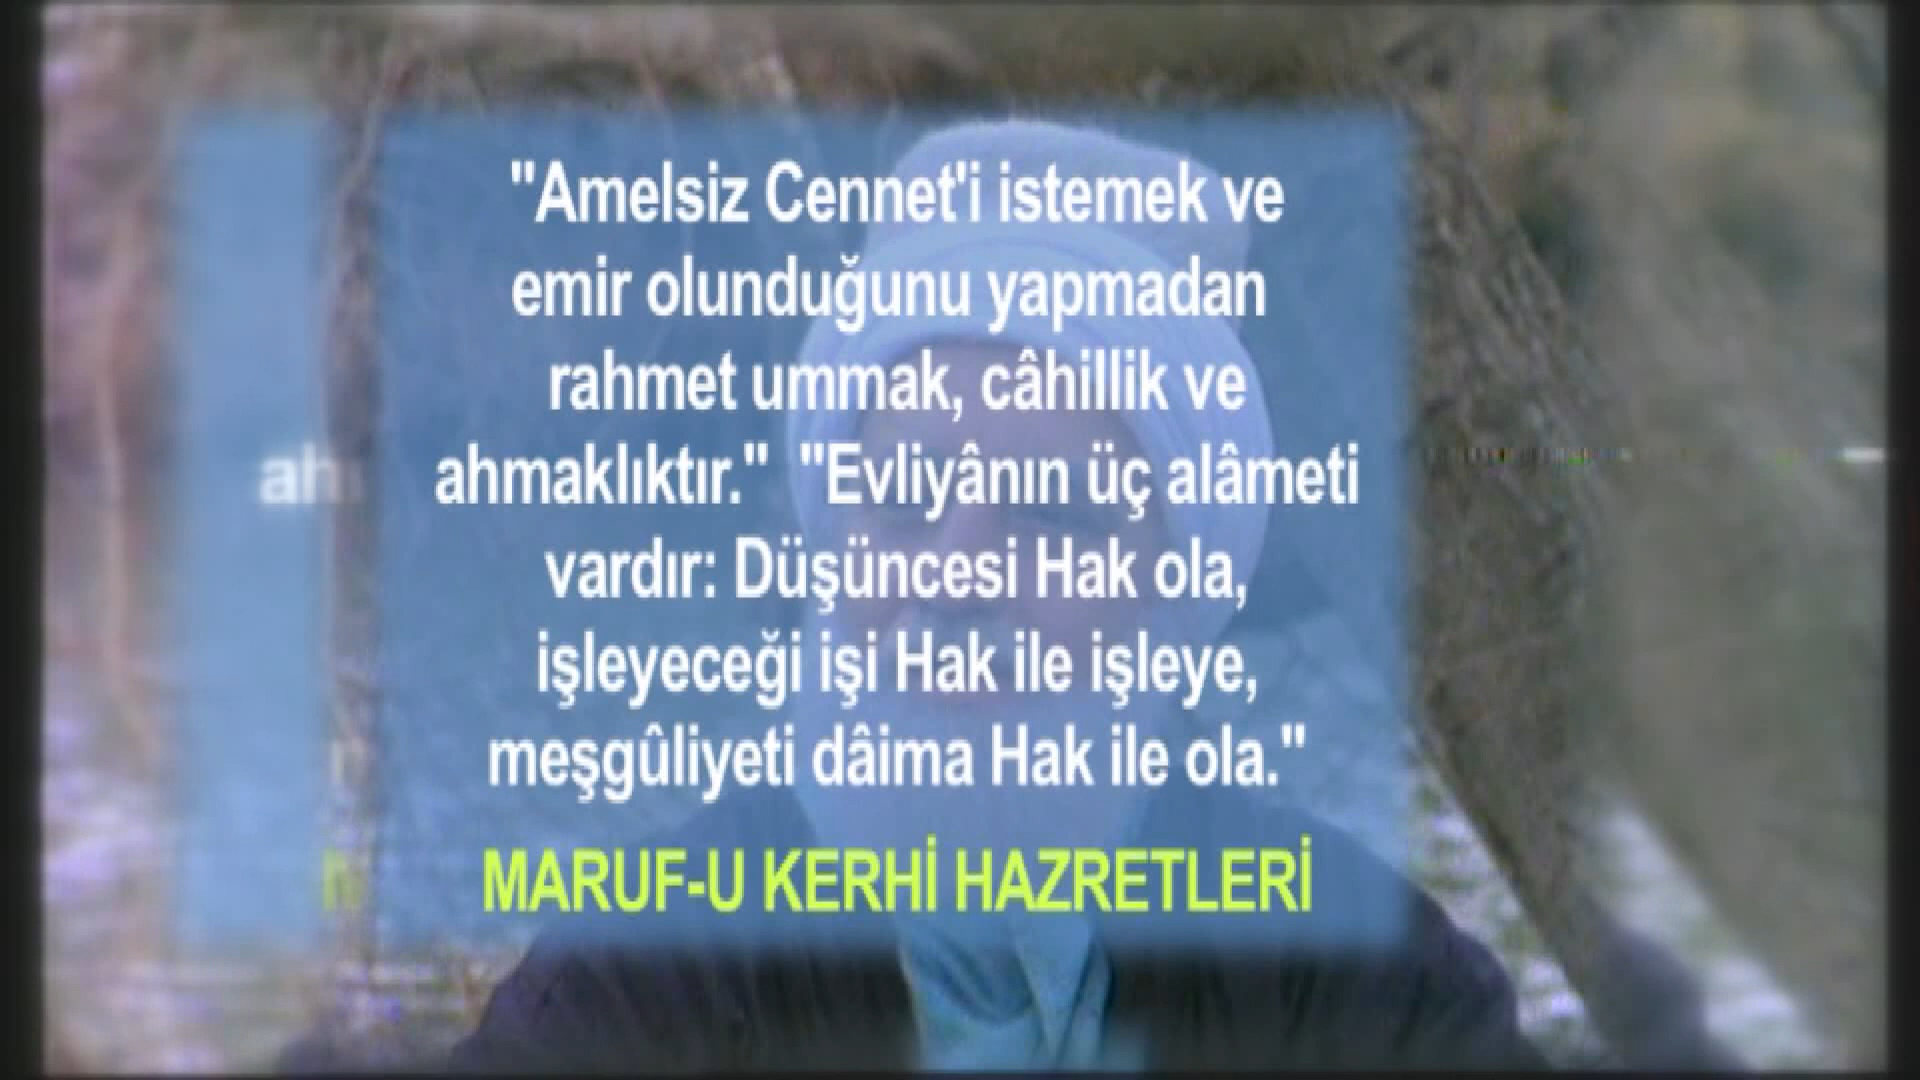 "Amelsiz Cennet'i istemek ve
emir olunduğunu yapmadan
rahmet ummak, câhillik ve
ahmaklıktır." "Evliyânın üç alâmeti
vardır: Düşüncesi Hak ola,
işleyeceği işi Hak ile işleye,
meşgûliyeti dâima Hak ile ola."
MARUF-U KERHİ HAZRETLERİ